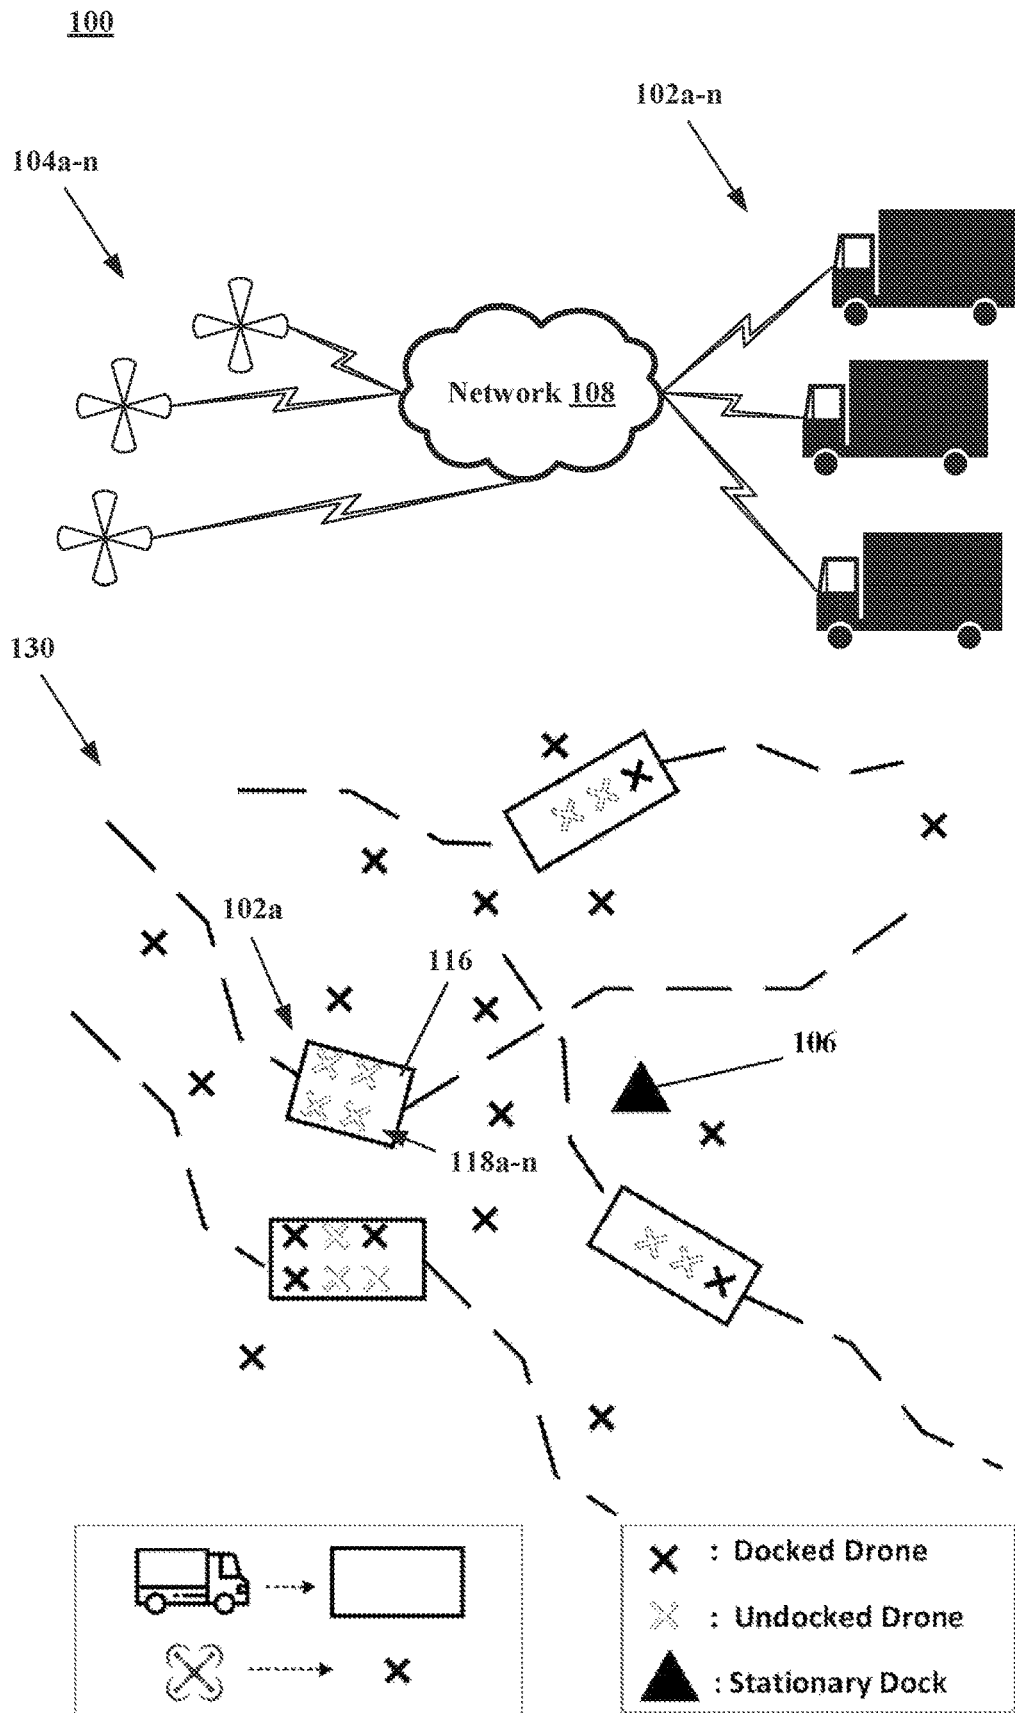 100
102a-n
104a-n
Network 108
130
102a
116
106
118a-n
: Docked Drone
: Undocked Drone
: Stationary Dock